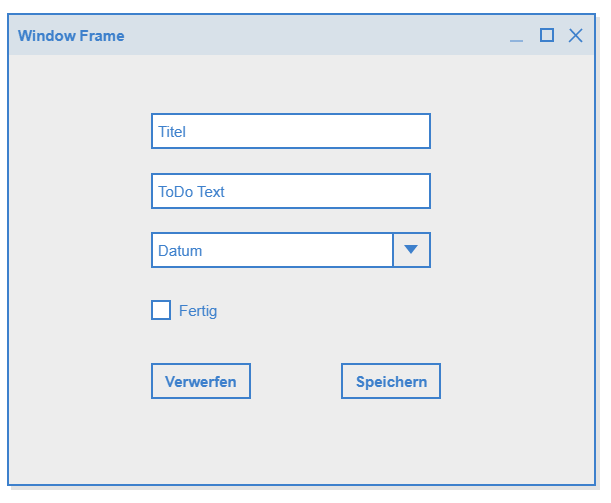 Window Frame
Titel
ToDo Text
Datum
Fertig
Verwerfen
Speichern